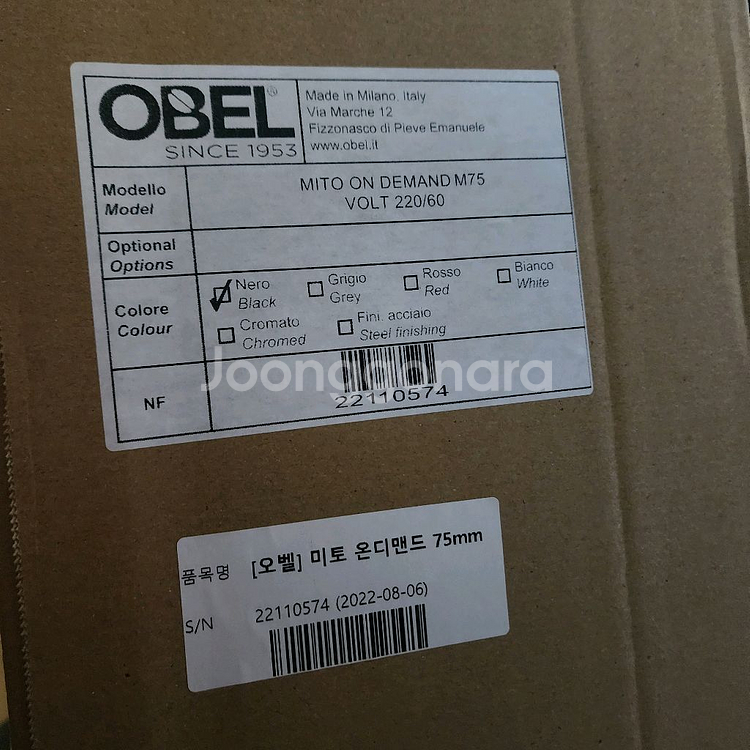 OBEL®
SINCE 1953
Made in Milano, Italy
Via Marche 12
Fizzonasco di Pieve Emanuele
www.obel.it
Modello
Model
MITO ON DEMAND M75
VOLT 220/60
Optional
Options
Colore
Colour
Nero
Black
Grigio
Grey
Rosso
Red
Bianco
White
Cromato
Chromed
Fini. acciaio
Steel finishing
NF
22110574
Joonggonara
품목명 [오벨] 미토 온디맨드 75mm
S/N 22110574 (2022-08-06)